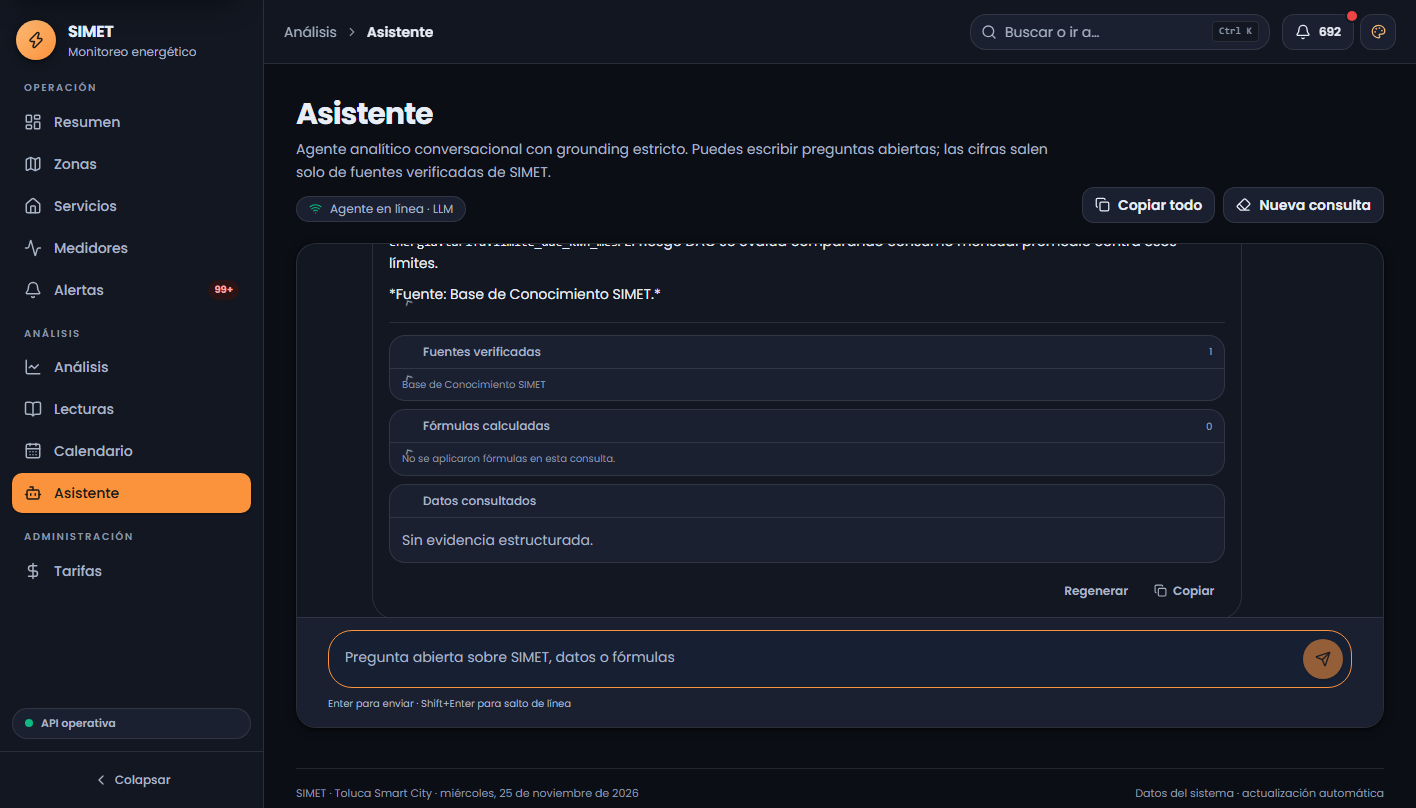 SIMET
Monitoreo energético
OPERACIÓN
Resumen
Zonas
Servicios
Medidores
Alertas
99+
ANÁLISIS
Análisis
Lecturas
Calendario
Asistente
ADMINISTRACIÓN
Tarifas
API operativa
Colapsar
Análisis > Asistente
Buscar o ir a...
Ctrl K
692
Asistente
Agente analítico conversacional con grounding estricto. Puedes escribir preguntas abiertas; las cifras salen
solo de fuentes verificadas de SIMET.
Agente en línea · LLM
Copiar todo
Nueva consulta
límites.
*Fuente: Base de Conocimiento SIMET.*
Fuentes verificadas
1
Base de Conocimiento SIMET
Fórmulas calculadas
0
No se aplicaron fórmulas en esta consulta.
Datos consultados
Sin evidencia estructurada.
Regenerar
Copiar
Pregunta abierta sobre SIMET, datos o fórmulas
Enter para enviar · Shift+Enter para salto de línea
SIMET · Toluca Smart City · miércoles, 25 de noviembre de 2026
Datos del sistema · actualización automática